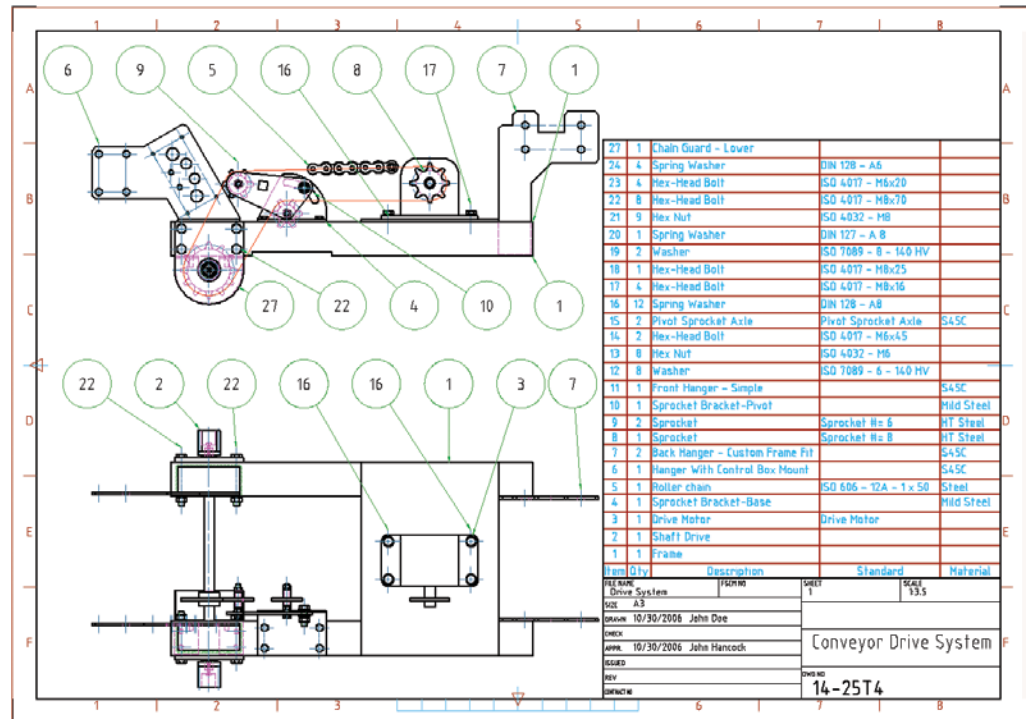 1 2 3 4 5 6 7 8
A A
6 9 5 16 8 17 7 1
B B
C C
27 22 4 10 1
D D
22 2 22 16 16 1 3 7
E E
F F
27 1 Chain Guard - Lower
24 4 Spring Washer DIN 128 - A6
23 4 Hex-Head Bolt ISO 4017 - M6x20
22 8 Hex-Head Bolt ISO 4017 - M8x70
21 9 Hex Nut ISO 4032 - M8
20 1 Spring Washer DIN 127 - A 8
19 2 Washer ISO 7089 - 8 - 140 HV
18 1 Hex-Head Bolt ISO 4017 - M8x25
17 4 Hex-Head Bolt ISO 4017 - M8x16
16 12 Spring Washer DIN 128 - A8
15 2 Pivot Sprocket Axle Pivot Sprocket Axle S45C
14 2 Hex-Head Bolt ISO 4017 - M6x45
13 8 Hex Nut ISO 4032 - M6
12 8 Washer ISO 7089 - 6 - 140 HV
11 1 Front Hanger - Simple S45C
10 1 Sprocket Bracket-Pivot Mild Steel
9 2 Sprocket Sprocket #= 6 HT Steel
8 1 Sprocket Sprocket #= 8 HT Steel
7 2 Back Hanger - Custom Frame Fit S45C
6 1 Hanger With Control Box Mount S45C
5 1 Roller chain ISO 606 - 12A - 1 x 50 Steel
4 1 Sprocket Bracket-Base Mild Steel
3 1 Drive Motor Drive Motor
2 1 Shaft Drive
1 1 Frame
Item Qty Description Standard Material
FILE NAME FSCM NO SHEET SCALE
Drive System 1 1:3.5
SIZE A3
DRAWN 10/30/2006 John Doe
CHECK
APPR. 10/30/2006 John Hancock
ISSUED
REV
CONTRACT NO
Conveyor Drive System
DWG NO
14-25T4
1 2 3 6 7 8